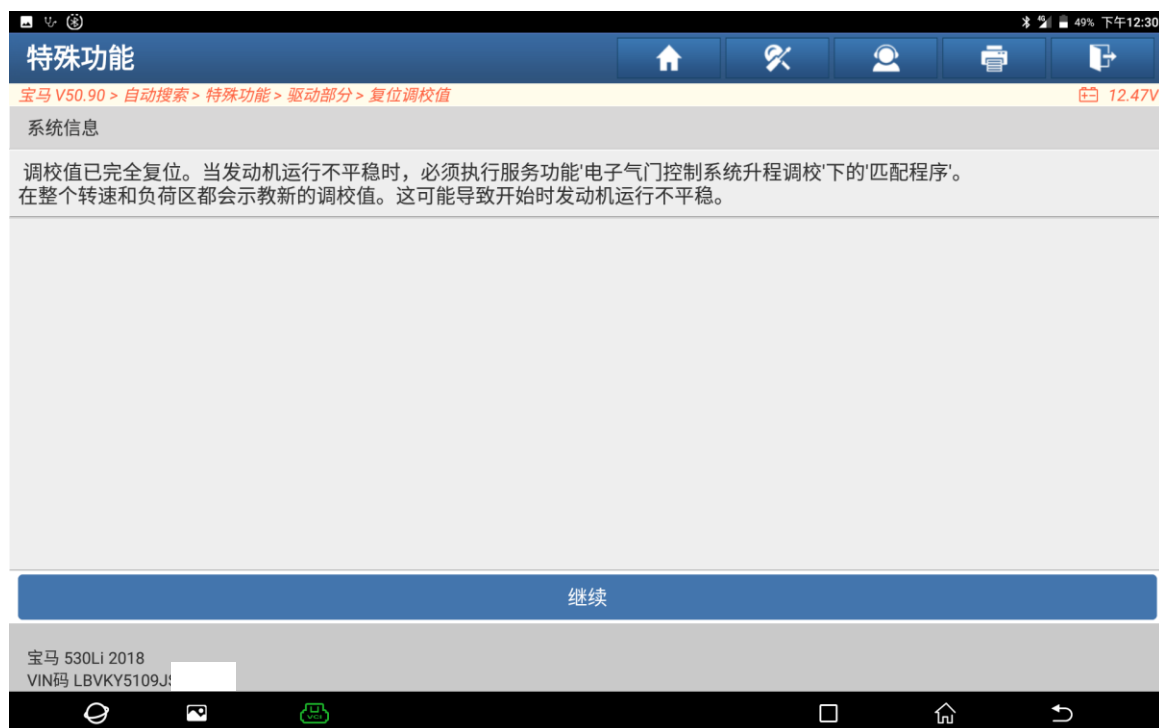 49% 下午12:30
特殊功能
宝马 V50.90 > 自动搜索 > 特殊功能 > 驱动部分 > 复位调校值 12.47V
系统信息
调校值已完全复位。当发动机运行不平稳时，必须执行服务功能'电子气门控制系统升程调校'下的'匹配程序'。
在整个转速和负荷区都会示教新的调校值。这可能导致开始时发动机运行不平稳。
继续
宝马 530Li 2018
VIN码 LBVKY5109J
VCI